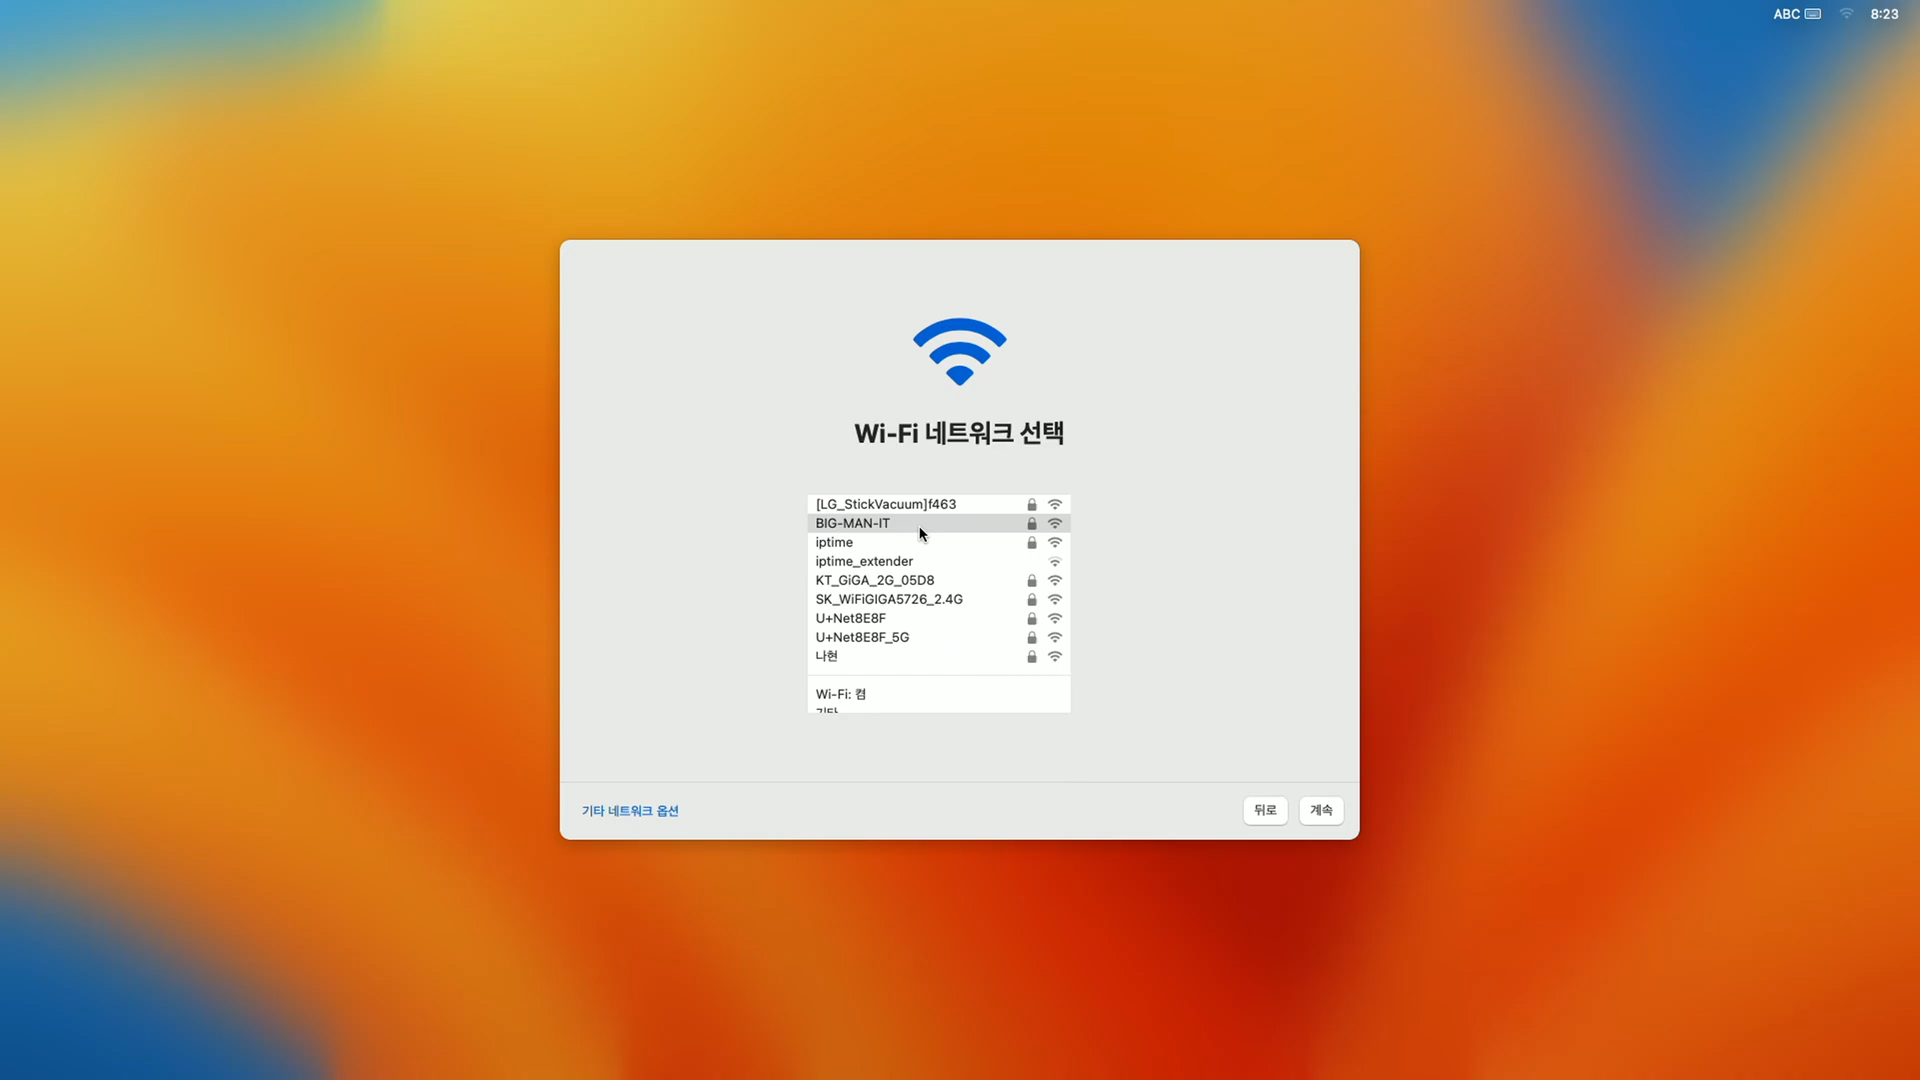 ABC 8:23
Wi-Fi 네트워크 선택
[LG_StickVacuum]f463
BIG-MAN-IT
iptime
iptime_extender
KT_GiGA_2G_05D8
SK_WiFiGIGA5726_2.4G
U+Net8E8F
U+Net8E8F_5G
나현
Wi-Fi: 켬
기타
기타 네트워크 옵션 뒤로 계속